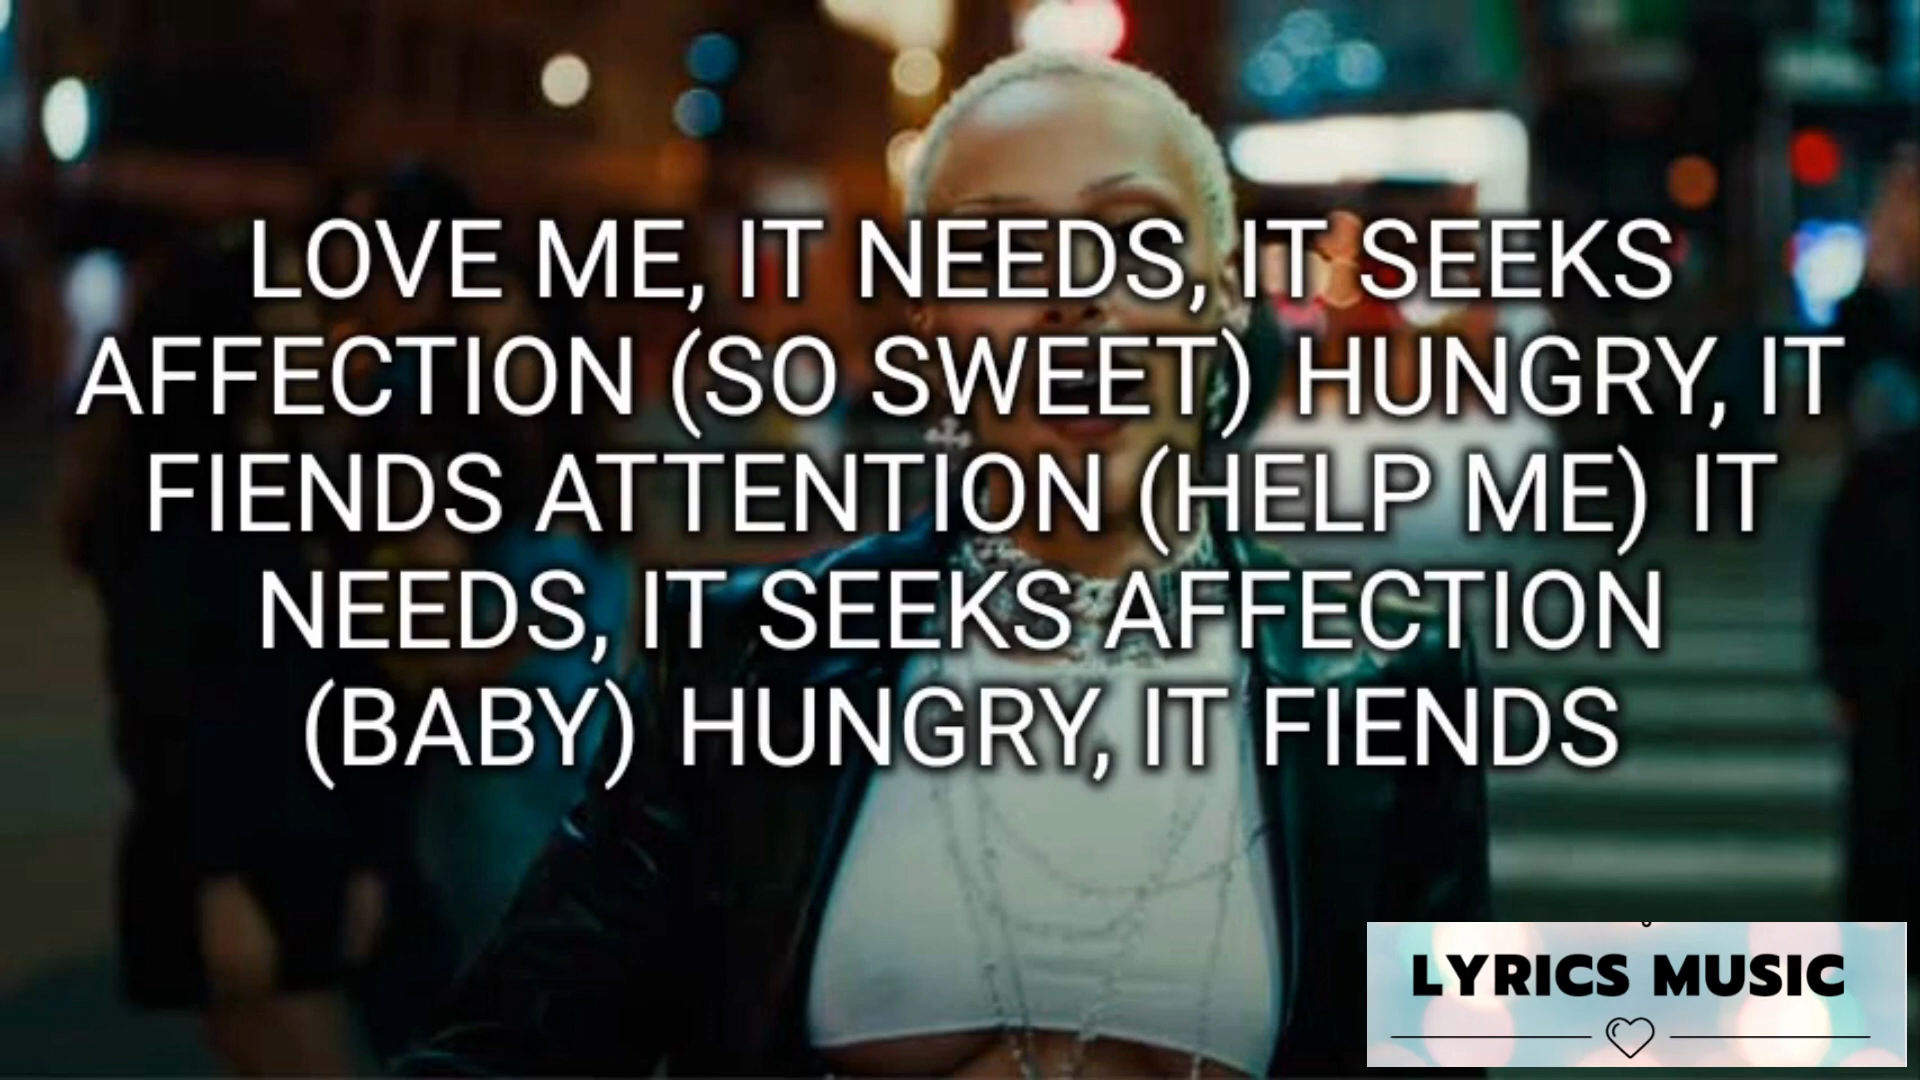 LOVE ME, IT NEEDS, IT SEEKS
AFFECTION (SO SWEET) HUNGRY, IT
FIENDS ATTENTION (HELP ME) IT
NEEDS, IT SEEKS AFFECTION
(BABY) HUNGRY, IT FIENDS
LYRICS MUSIC